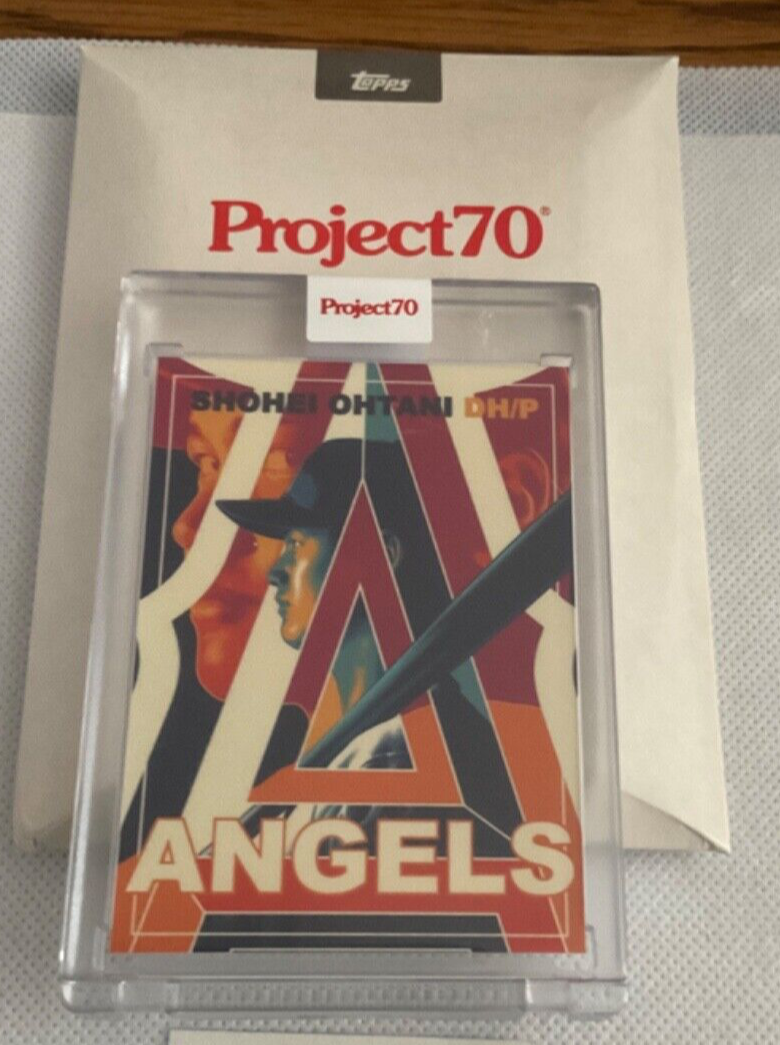 Topps
Project70®
Project70
SHOHEI OHTANI DH/P
ANGELS